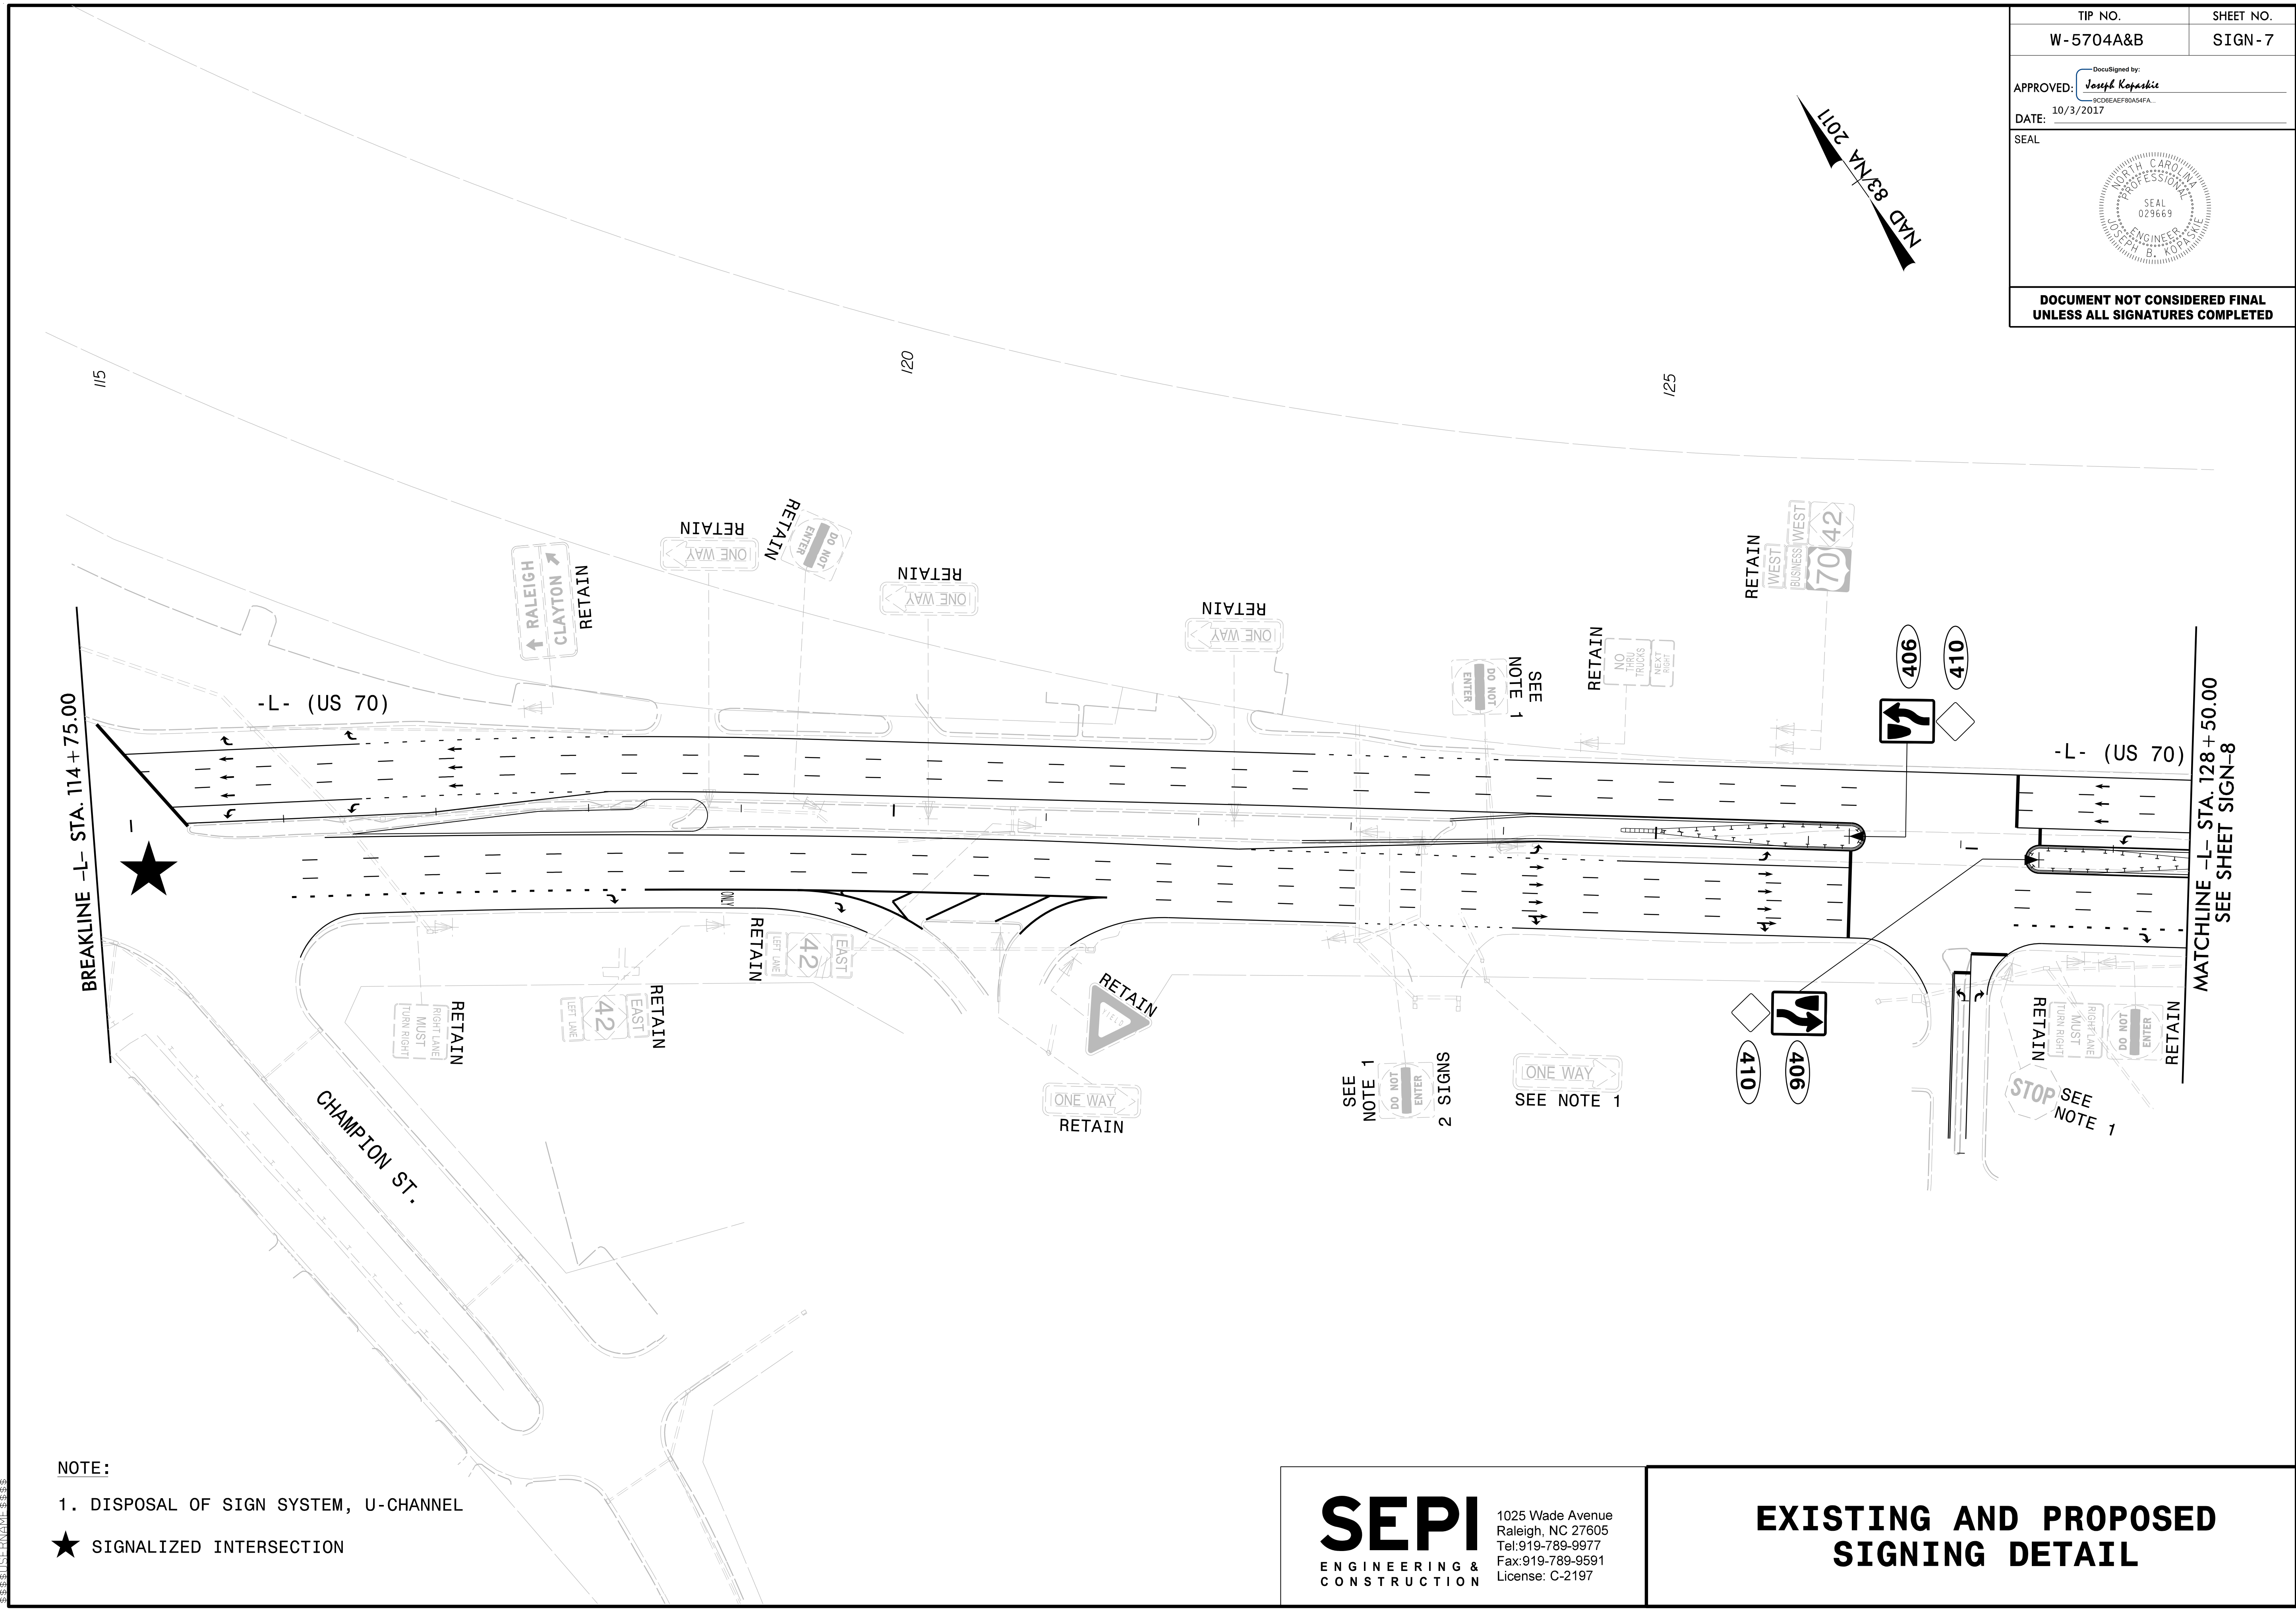 TIP NO.
SHEET NO.
W-5704A&B
SIGN-7
DocuSigned by:
APPROVED: Joseph Kopaskie
9CD6EAEF80A54FA...
DATE: 10/3/2017
SEAL
NORTH CAROLINA
PROFESSIONAL
SEAL
029669
ENGINEER
JOSEPH B. KOPASKIE
DOCUMENT NOT CONSIDERED FINAL
UNLESS ALL SIGNATURES COMPLETED
NAD 83/NA 2011
115
120
125
RALEIGH
CLAYTON
RETAIN
RETAIN
ONE WAY
RETAIN
DO NOT
ENTER
RETAIN
ONE WAY
RETAIN
ONE WAY
DO NOT
ENTER
SEE
NOTE 1
RETAIN
NO
THRU
TRUCKS
NEXT
RIGHT
RETAIN
WEST
BUSINESS
70
WEST
42
406
410
BREAKLINE -L- STA. 114+75.00
-L- (US 70)
-L- (US 70)
MATCHLINE -L- STA. 128+50.00
SEE SHEET SIGN-8
ONLY
RIGHT LANE
MUST
TURN RIGHT
RETAIN
LEFT LANE
42
EAST
RETAIN
RETAIN
LEFT LANE
42
EAST
RETAIN
YIELD
ONE WAY
RETAIN
SEE
NOTE 1
DO NOT
ENTER
2 SIGNS
ONE WAY
SEE NOTE 1
410
406
RETAIN
RIGHT LANE
MUST
TURN RIGHT
DO NOT
ENTER
RETAIN
STOP
SEE
NOTE 1
CHAMPION ST.
NOTE:
1. DISPOSAL OF SIGN SYSTEM, U-CHANNEL
SIGNALIZED INTERSECTION
SEPI
ENGINEERING &
CONSTRUCTION
1025 Wade Avenue
Raleigh, NC 27605
Tel:919-789-9977
Fax:919-789-9591
License: C-2197
EXISTING AND PROPOSED
SIGNING DETAIL